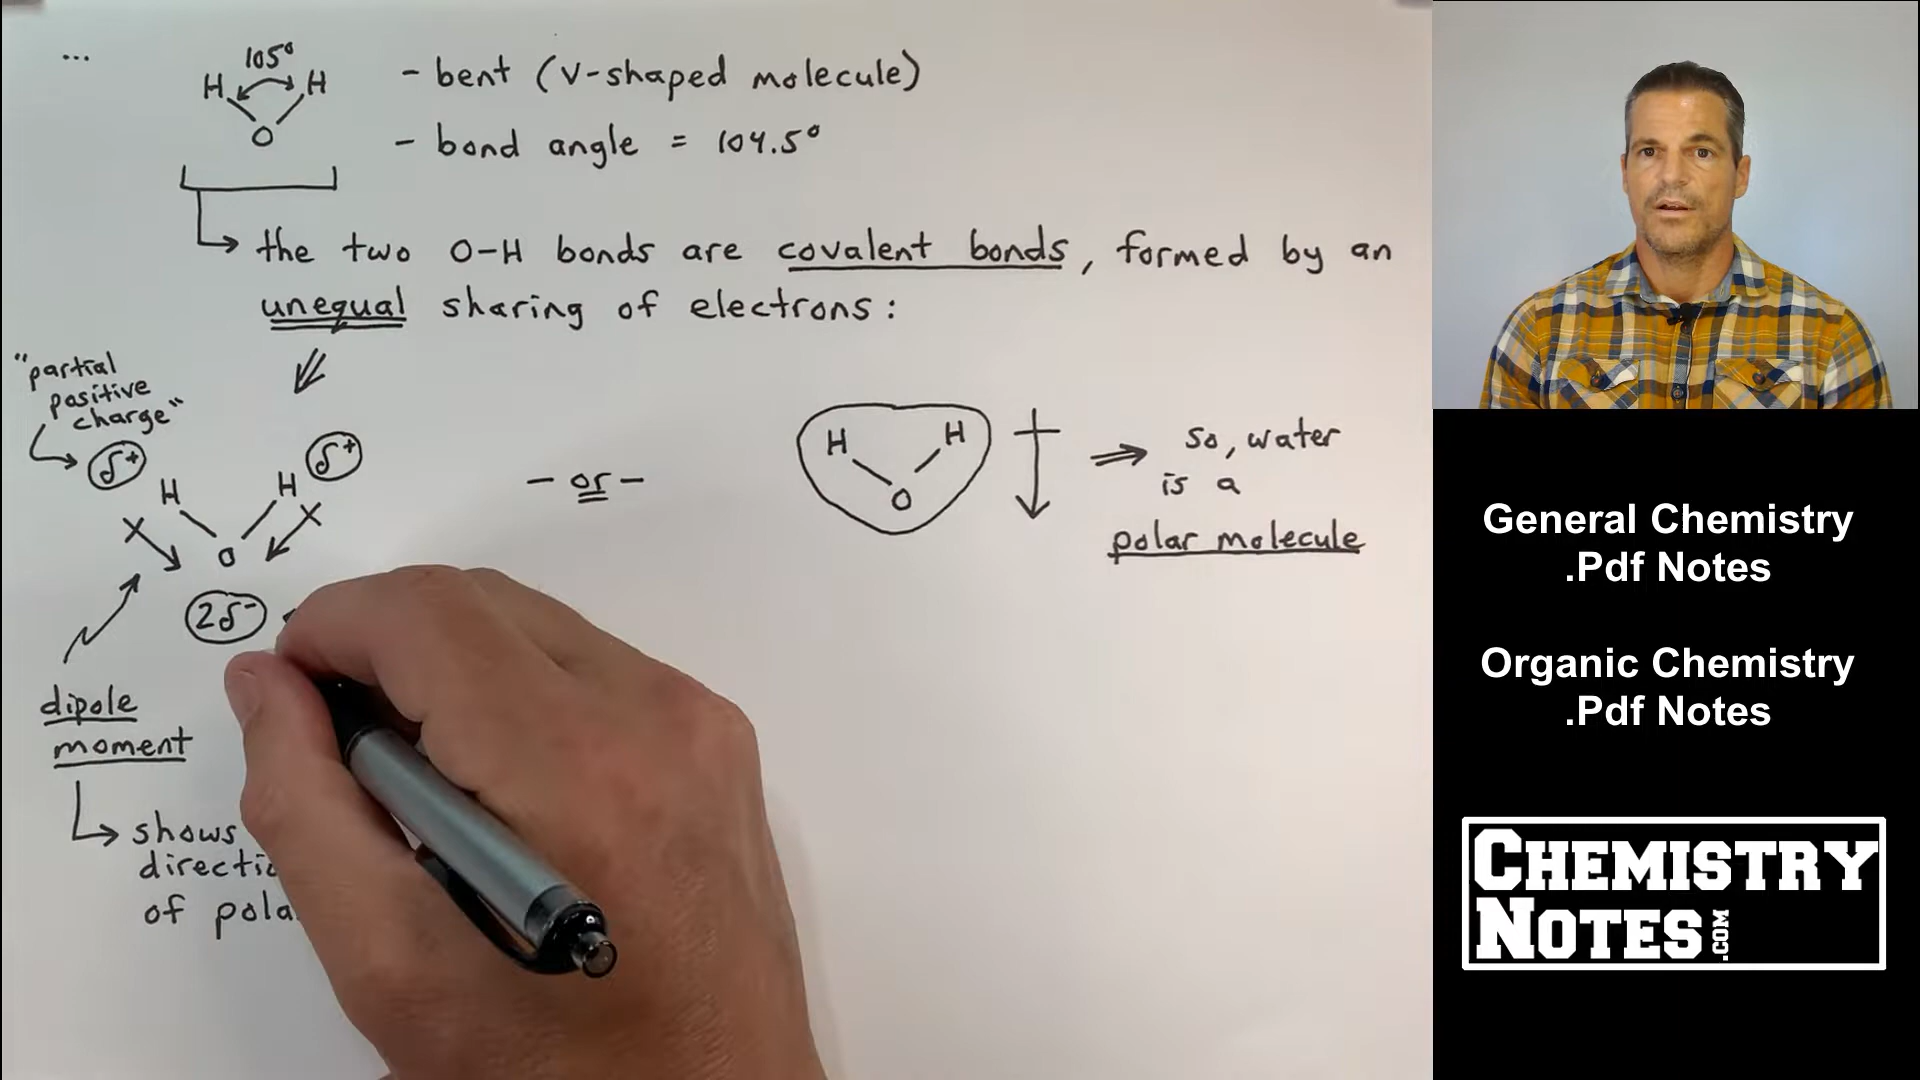 ...
105°
H H
O
- bent (V-shaped molecule)
- bond angle = 104.5°
the two O-H bonds are covalent bonds, formed by an
unequal sharing of electrons:
"partial
positive
charge"
δ+ δ+
H H
O
2δ-
dipole
moment
shows
of
- or -
H H
O
so, water
is a
polar molecule
General Chemistry
.Pdf Notes
Organic Chemistry
.Pdf Notes
CHEMISTRY
NOTES.COM